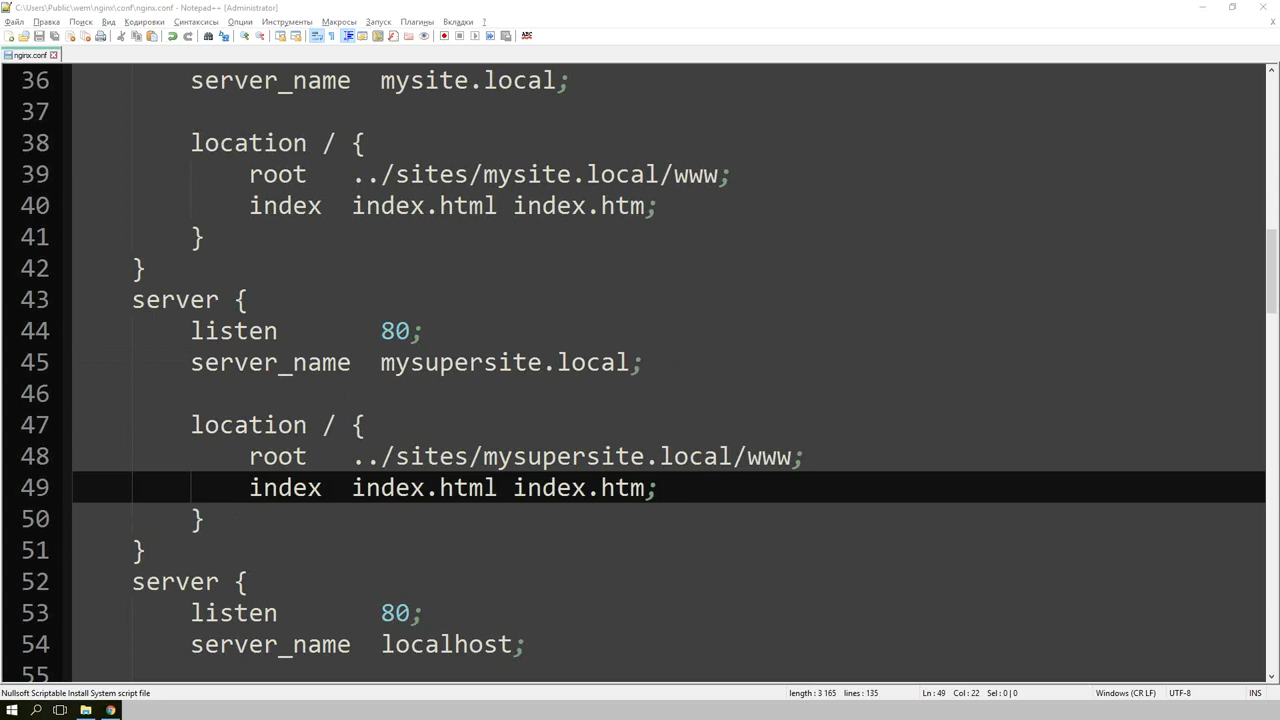 C:\Users\Public\wem\nginx\conf\nginx.conf - Notepad++ [Administrator]
Файл Правка Поиск Вид Кодировки Синтаксисы Опции Инструменты Макросы Запуск Плагины Вкладки ?
nginx.conf
36 server_name mysite.local;
37
38 location / {
39 root ../sites/mysite.local/www;
40 index index.html index.htm;
41 }
42 }
43 server {
44 listen 80;
45 server_name mysupersite.local;
46
47 location / {
48 root ../sites/mysupersite.local/www;
49 index index.html index.htm;
50 }
51 }
52 server {
53 listen 80;
54 server_name localhost;
55
Nullsoft Scriptable Install System script file length : 3 165 lines : 135 Ln : 49 Col : 22 Sel : 0 | 0 Windows (CR LF) UTF-8 INS